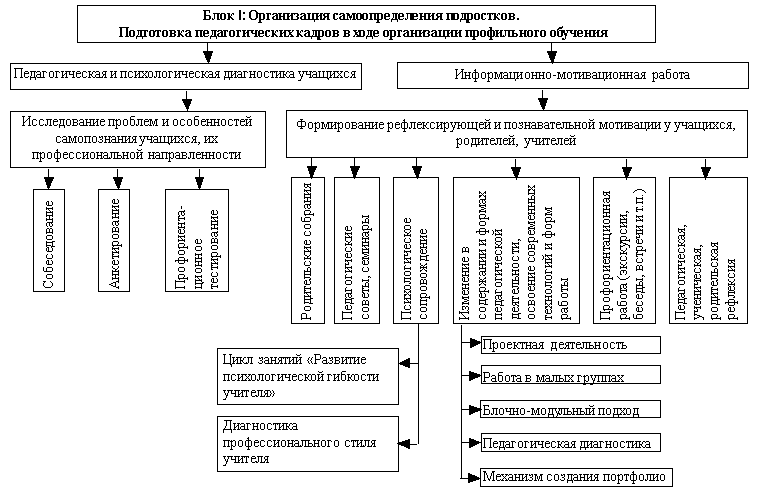 Блок I: Организация самоопределения подростков.
Подготовка педагогических кадров в ходе организации профильного обучения
Педагогическая и психологическая диагностика учащихся
Информационно-мотивационная работа
Исследование проблем и особенностей
самопознания учащихся, их
профессиональной направленности
Формирование рефлексирующей и познавательной мотивации у учащихся,
родителей, учителей
Собеседование
Анкетирование
Профориента-
ционное
тестирование
Родительские собрания
Педагогические
советы, семинары
Психологическое
сопровождение
Изменение в
содержании и формах
педагогической
деятельности,
освоение современных
технологий и форм
работы
Профориентационная
работа (экскурсии,
беседы, встречи и т.п.)
Педагогическая,
ученическая,
родительская
рефлексия
Цикл занятий «Развитие
психологической гибкости
учителя»
Диагностика
профессионального стиля
учителя
Проектная деятельность
Работа в малых группах
Блочно-модульный подход
Педагогическая диагностика
Механизм создания портфолио